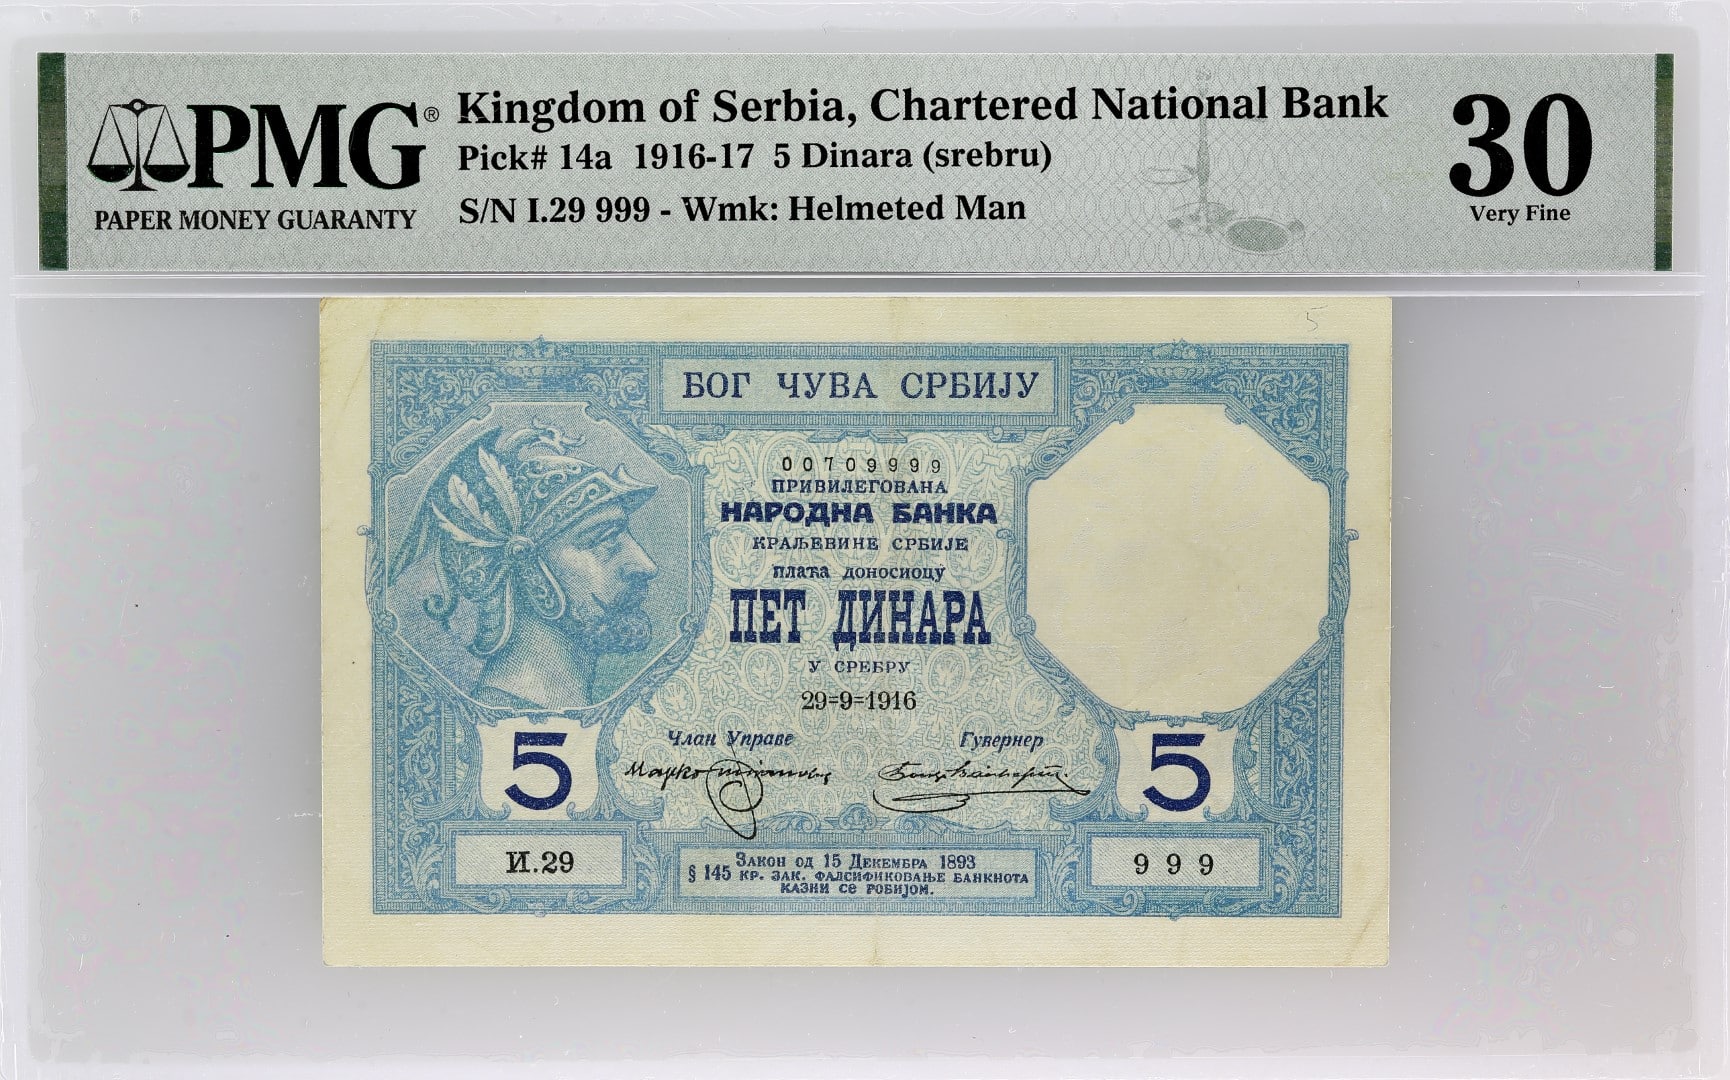 PMG®
PAPER MONEY GUARANTY
Kingdom of Serbia, Chartered National Bank
Pick# 14a 1916-17 5 Dinara (srebru)
S/N I.29 999 - Wmk: Helmeted Man
30
Very Fine
5
БОГ ЧУВА СРБИЈУ
00709999
ПРИВИЛЕГОВАНА
НАРОДНА БАНКА
КРАЉЕВИНЕ СРБИЈЕ
ПЛАЋА ДОНОСИОЦУ
ПЕТ ДИНАРА
У СРЕБРУ
29=9=1916
Члан Управе Гувернер
5 5
И.29 999
ЗАКОН ОД 15 ДЕКЕМБРА 1893
§ 145 КР. ЗАК. ФАЛСИФИКОВАЊЕ БАНКНОТА
КАЗНИ СЕ РОБИЈОМ.